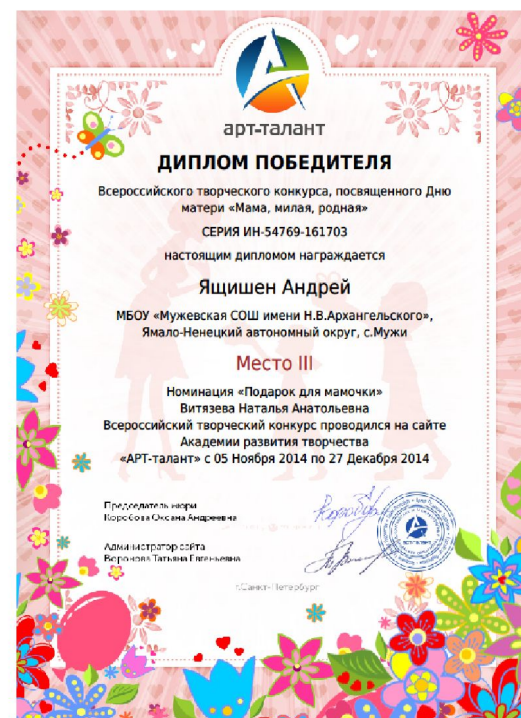 арт-талант
ДИПЛОМ ПОБЕДИТЕЛЯ
Всероссийского творческого конкурса, посвященного Дню
матери «Мама, милая, родная»
СЕРИЯ ИН-54769-161703
настоящим дипломом награждается
Ящишен Андрей
МБОУ «Мужевская СОШ имени Н.В.Архангельского»,
Ямало-Ненецкий автономный округ, с.Мужи
Место III
Номинация «Подарок для мамочки»
Витязева Наталья Анатольевна
Всероссийский творческий конкурс проводился на сайте
Академии развития творчества
«АРТ-талант» с 05 Ноября 2014 по 27 Декабря 2014
Председатель жюри
Коробова Оксана Андреевна
Администратор сайта
Воронова Татьяна Евгеньевна
г.Санкт-Петербург